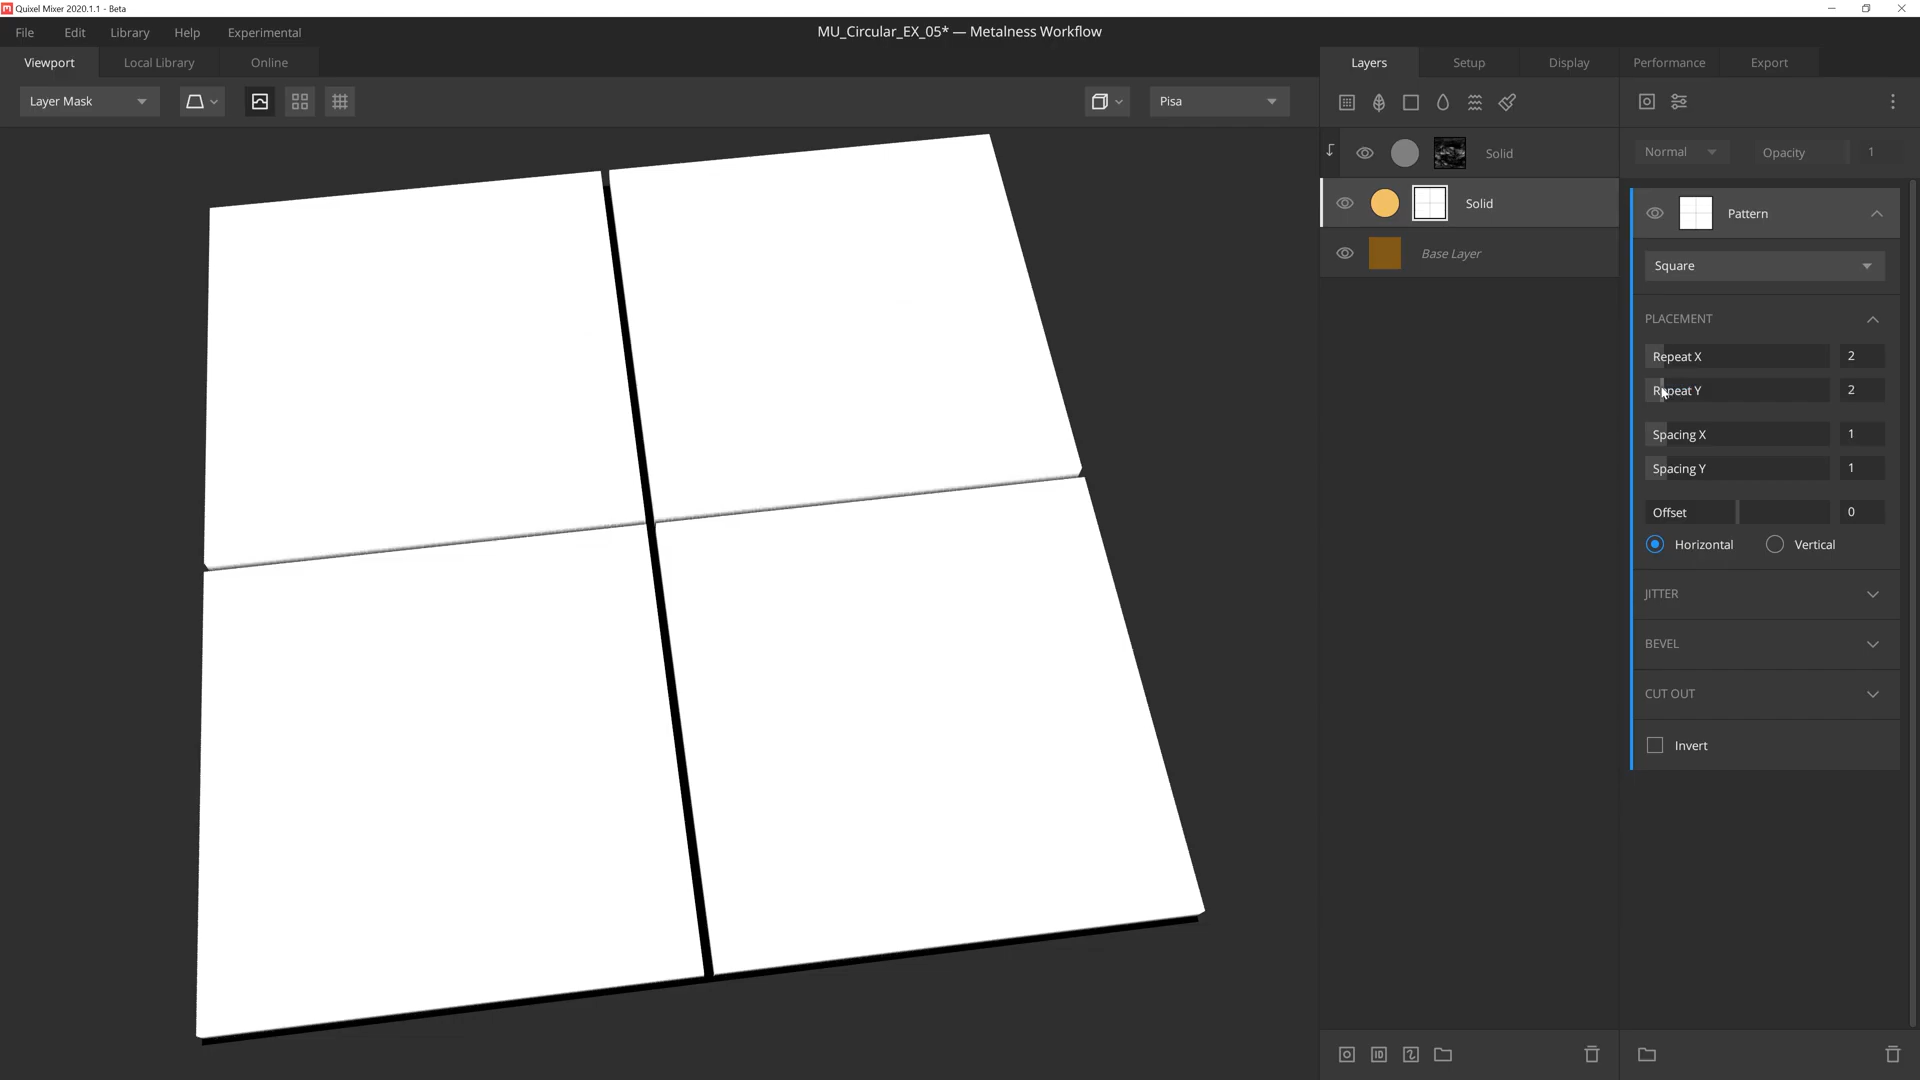 Quixel Mixer 2020.1.1 - Beta
File Edit Library Help Experimental
MU_Circular_EX_05* — Metalness Workflow
Viewport Local Library Online
Layers Setup Display Performance Export
Layer Mask
Pisa
Normal Opacity 1
Solid
Solid
Base Layer
Pattern
Square
PLACEMENT
Repeat X 2
Repeat Y 2
Spacing X 1
Spacing Y 1
Offset 0
Horizontal Vertical
JITTER
BEVEL
CUT OUT
Invert
ID